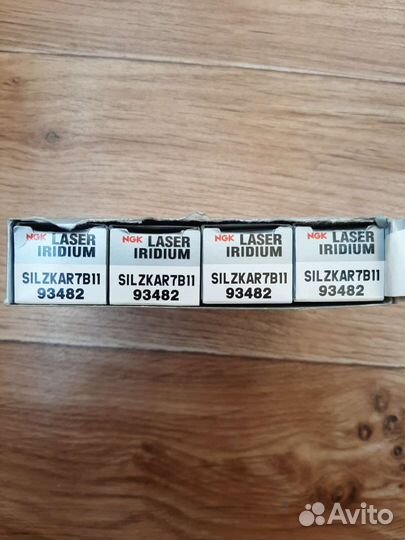 NGK LASER
IRIDIUM
SILZKAR7B11
93482
NGK LASER
IRIDIUM
SILZKAR7B11
93482
NGK LASER
IRIDIUM
SILZKAR7B11
93482
NGK LASER
IRIDIUM
SILZKAR7B11
93482
Avito